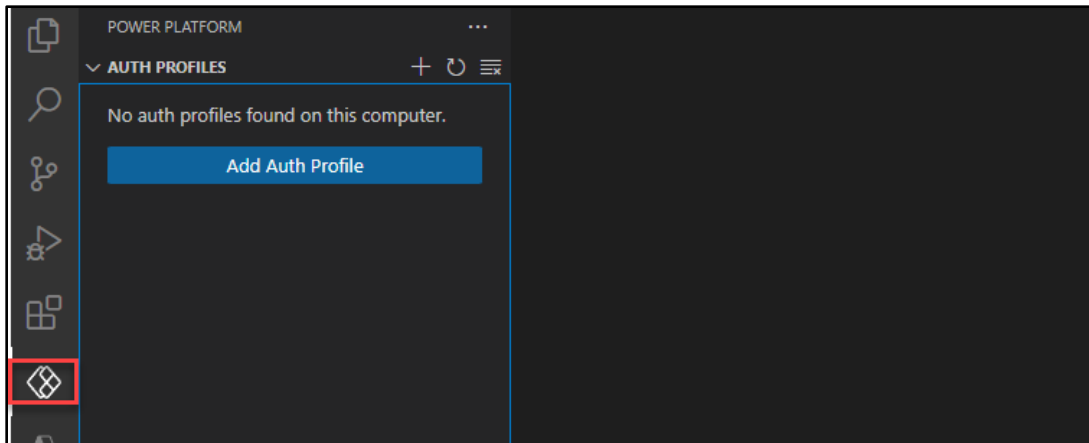 POWER PLATFORM
AUTH PROFILES
No auth profiles found on this computer.
Add Auth Profile